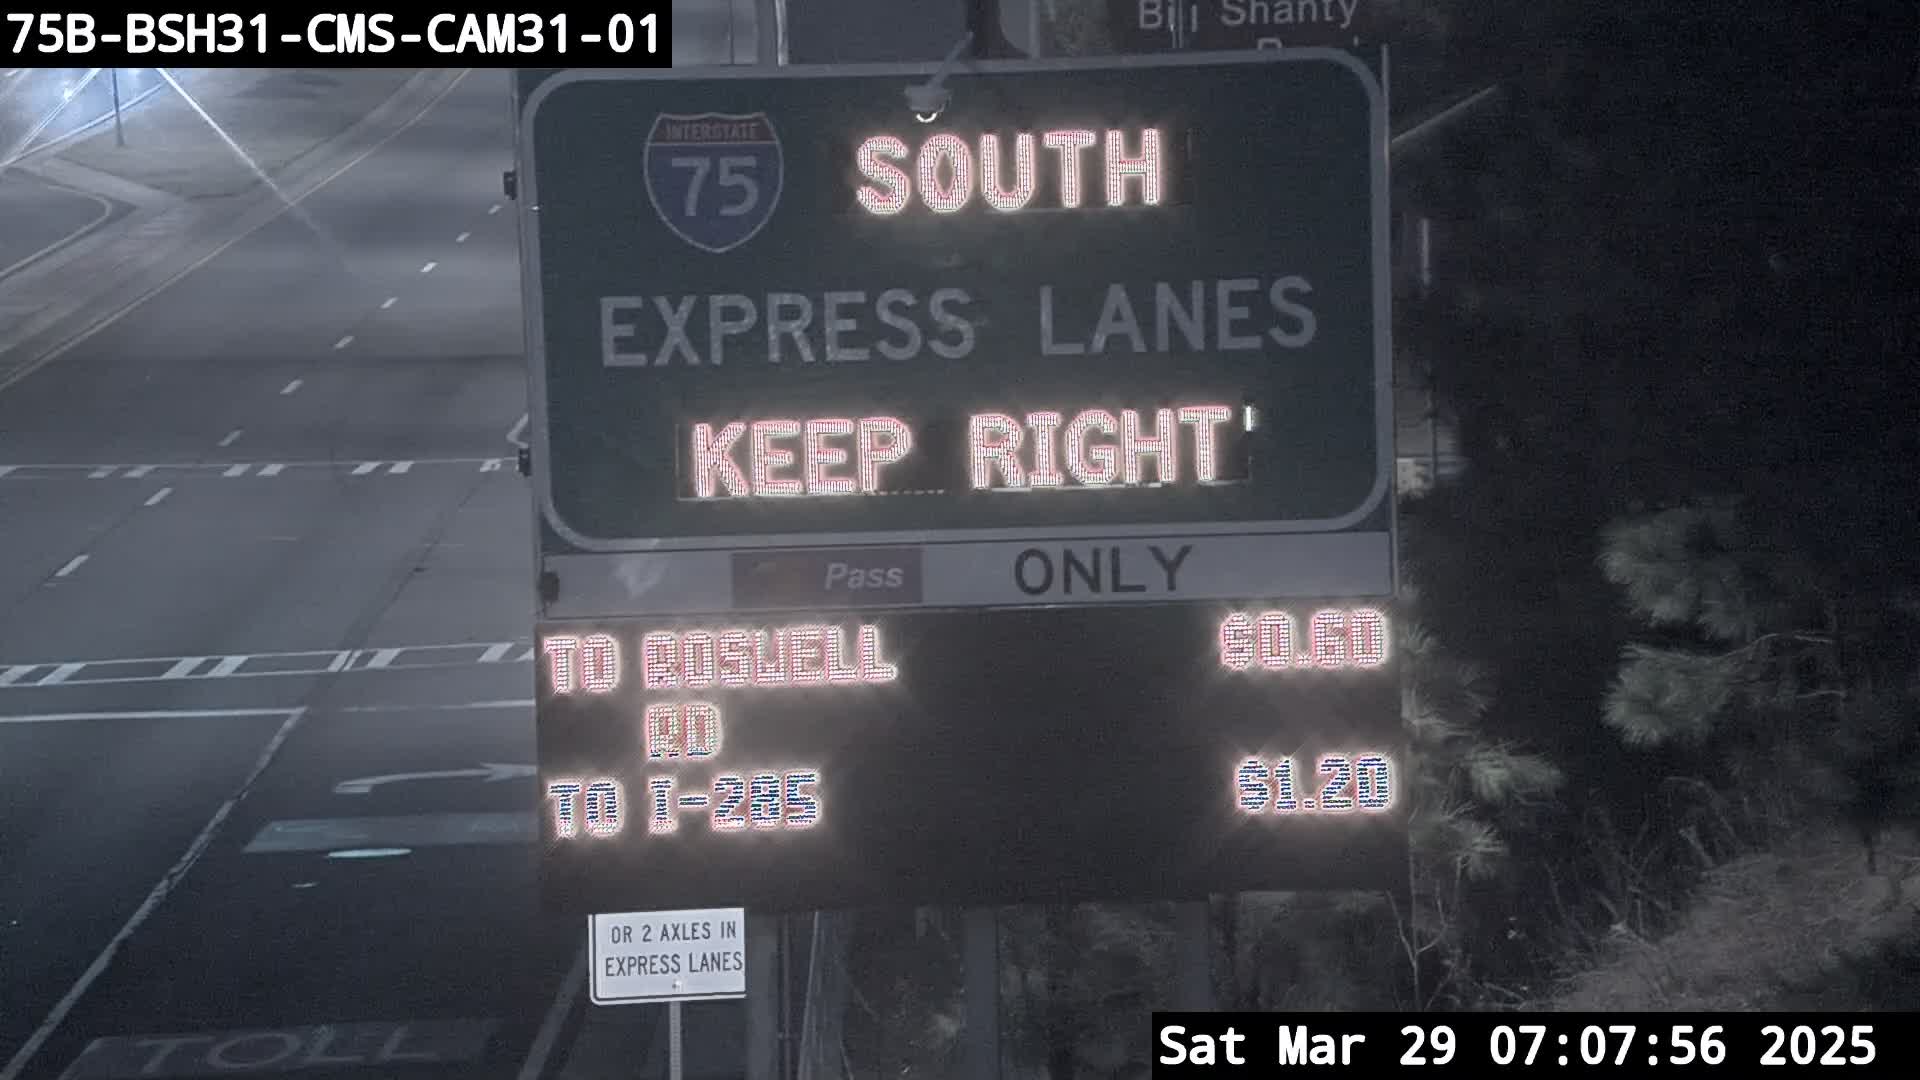 75B-BSH31-CMS-CAM31-01
Bill Shanty
INTERSTATE
75
SOUTH
EXPRESS LANES
KEEP RIGHT
Pass ONLY
TO ROSWELL $0.60
RD
TO I-285 $1.20
OR 2 AXLES IN
EXPRESS LANES
TOLL
Sat Mar 29 07:07:56 2025